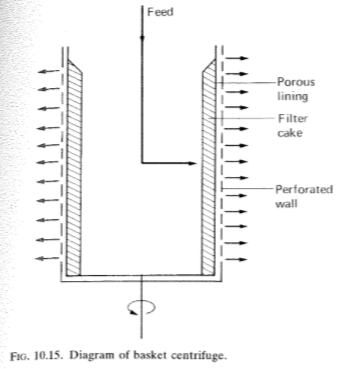 Feed
Porous
lining
Filter
cake
Perforated
wall
FIG. 10.15. Diagram of basket centrifuge.